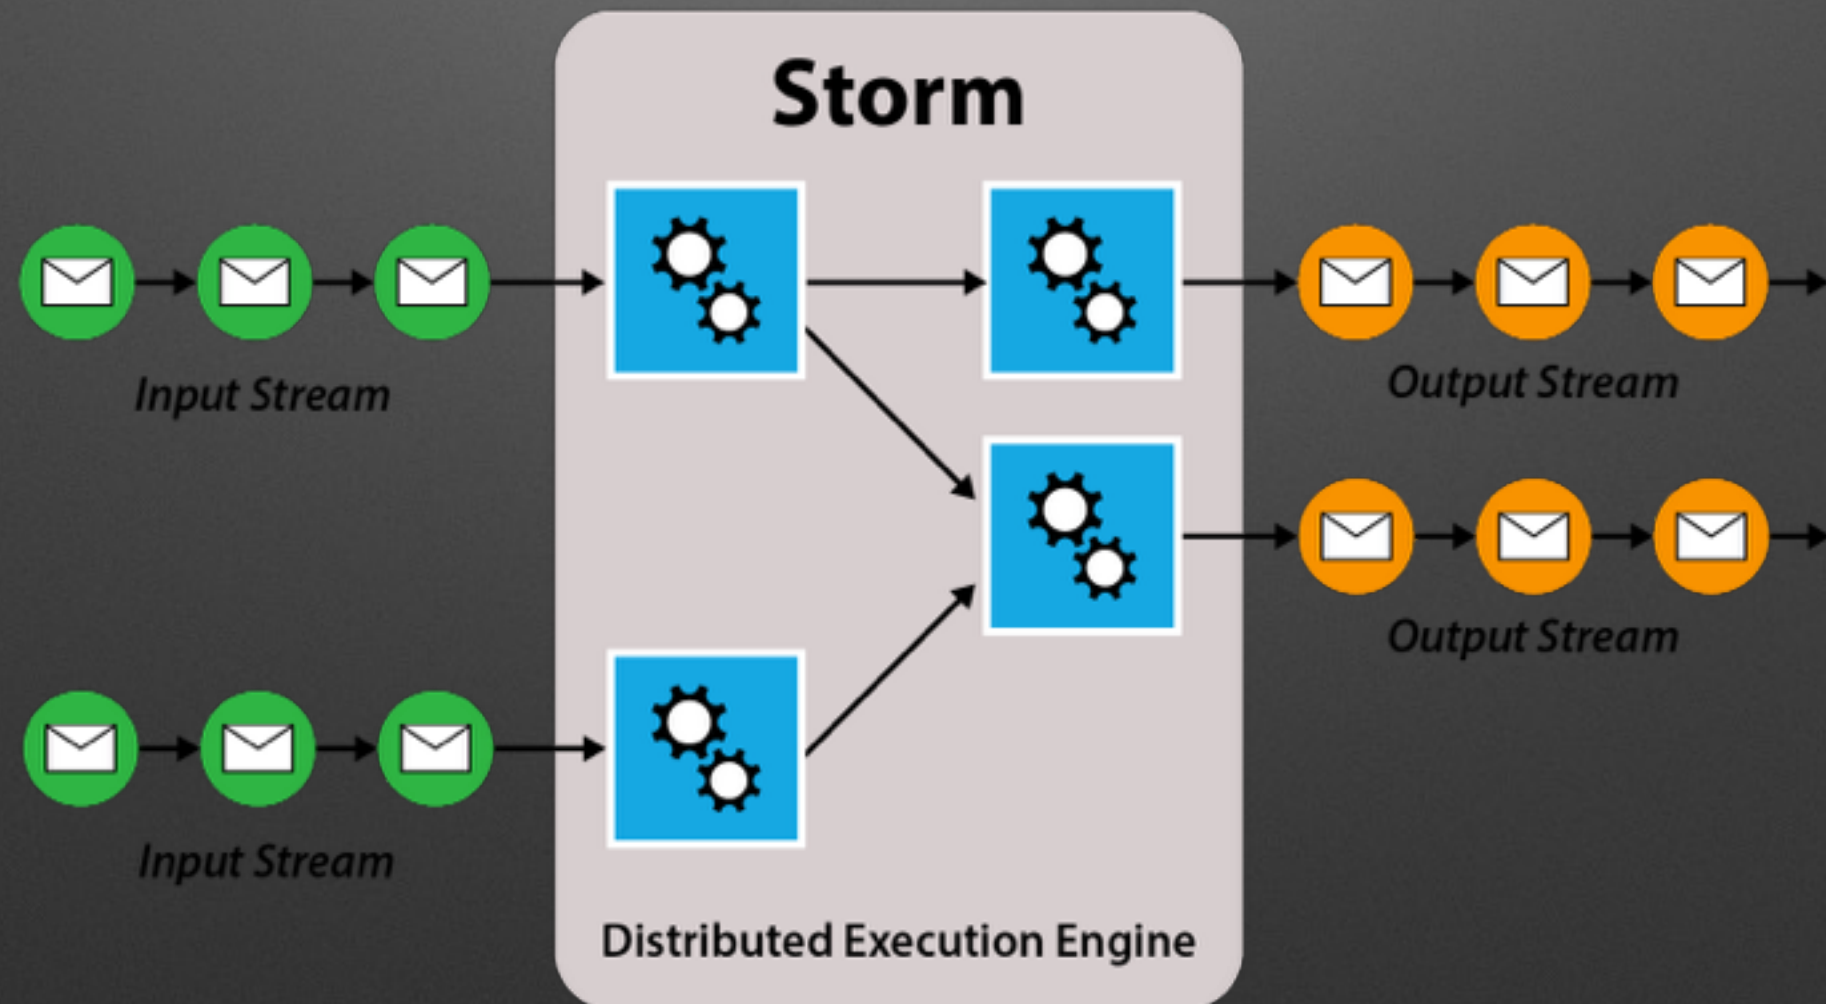 Storm
Input Stream
Output Stream
Output Stream
Input Stream
Distributed Execution Engine